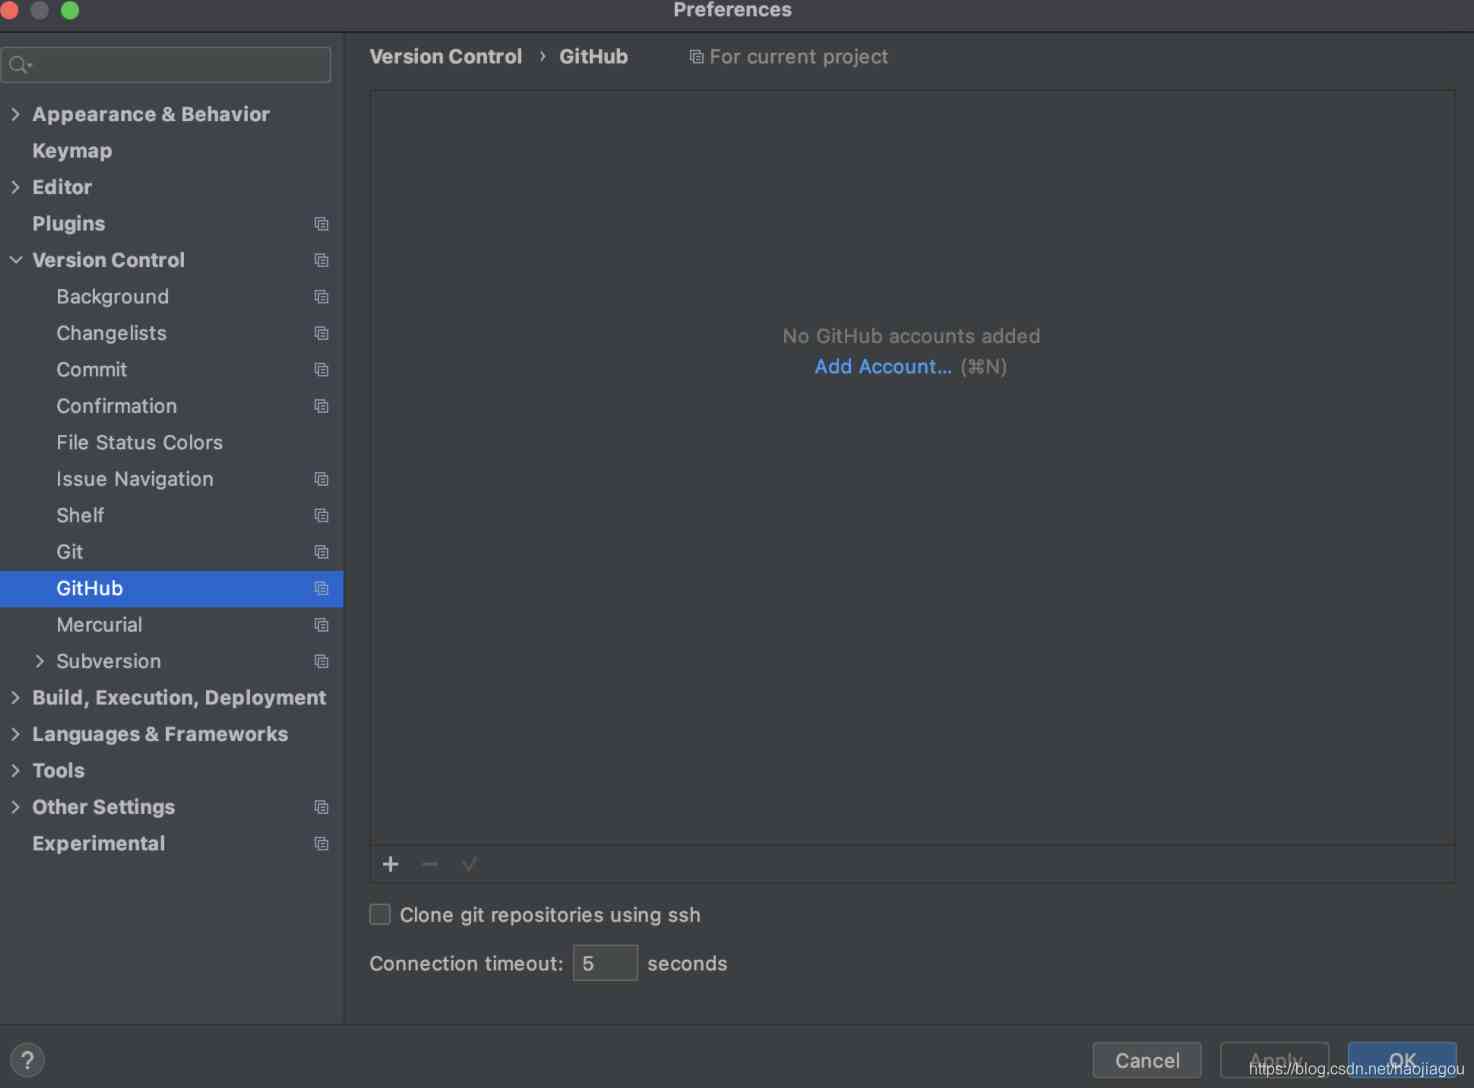 Preferences
Version Control › GitHub For current project
Appearance & Behavior
Keymap
Editor
Plugins
Version Control
Background
Changelists
Commit
Confirmation
File Status Colors
Issue Navigation
Shelf
Git
GitHub
Mercurial
Subversion
Build, Execution, Deployment
Languages & Frameworks
Tools
Other Settings
Experimental
No GitHub accounts added
Add Account... (⌘N)
Clone git repositories using ssh
Connection timeout: 5 seconds
? Cancel Apply OK
https://blog.csdn.net/haojiagou